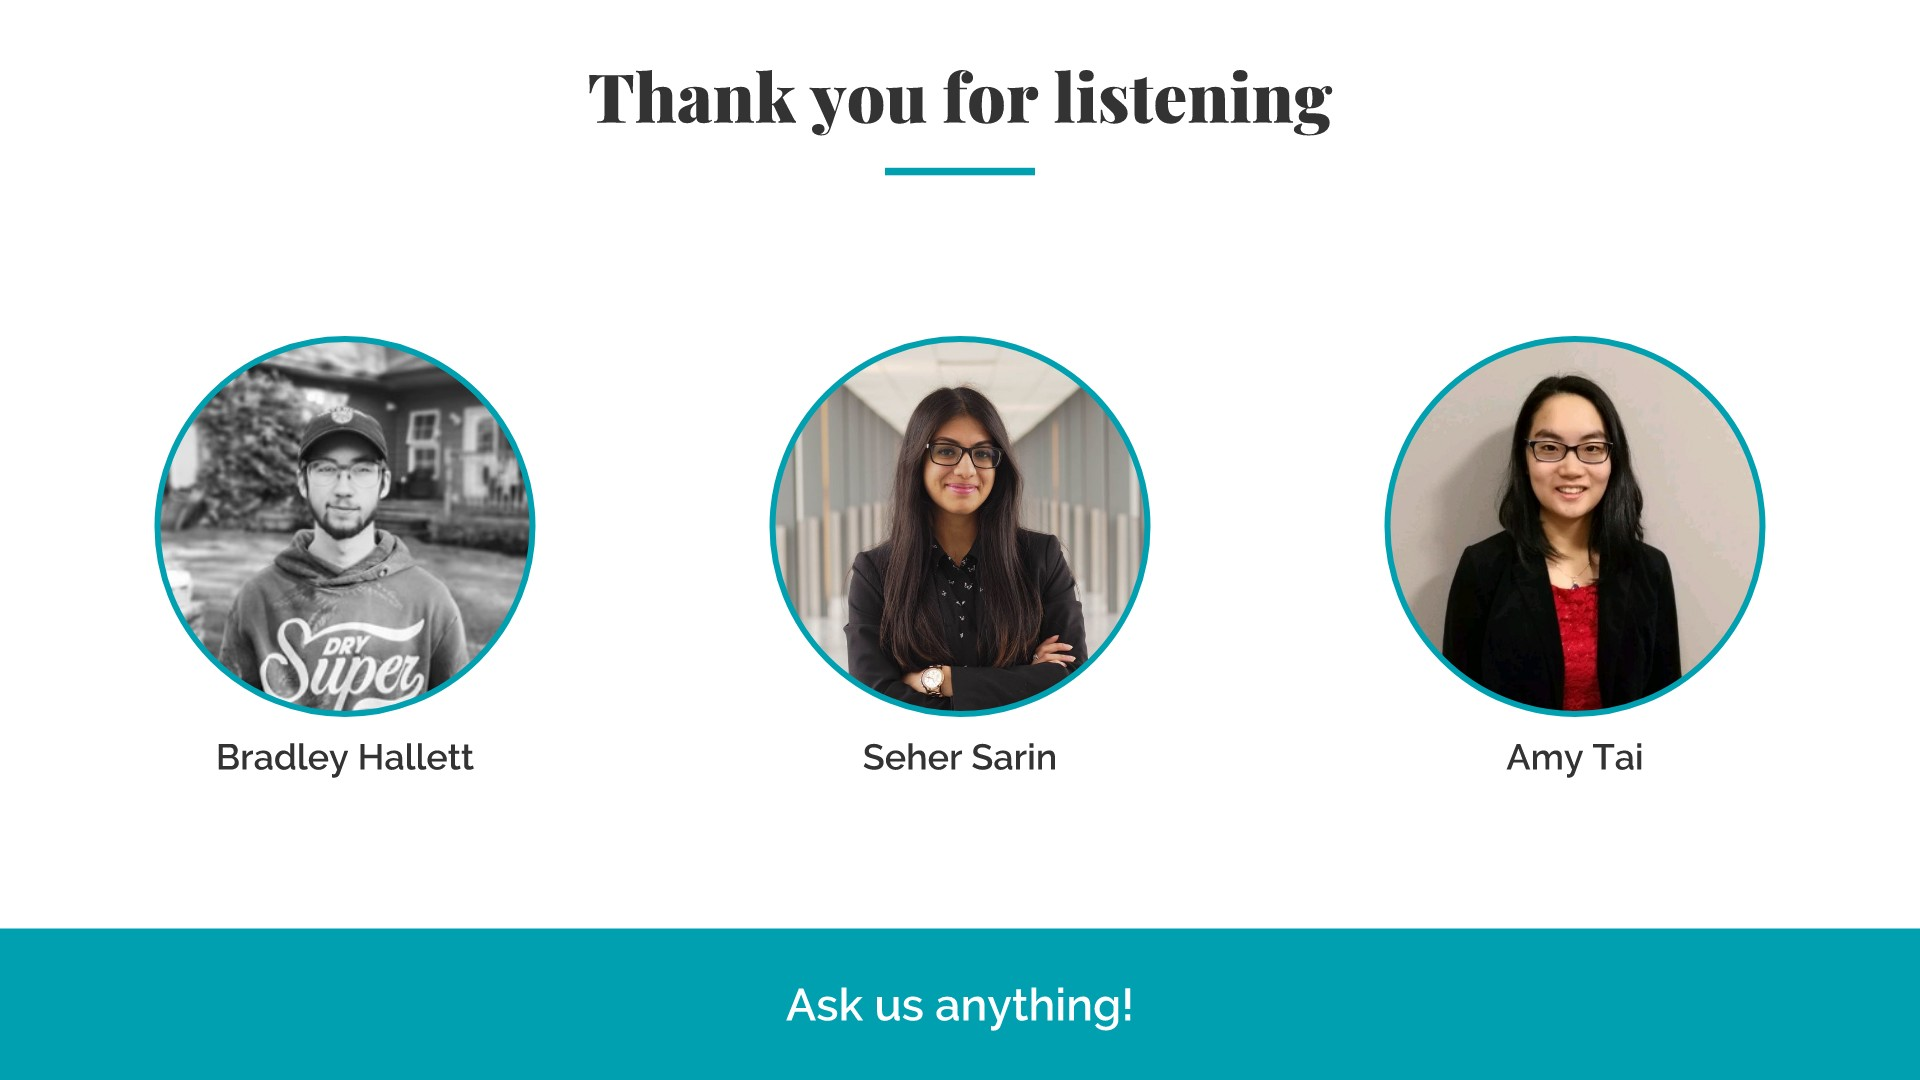 Thank you for listening
DRY
Super
Bradley Hallett
Seher Sarin
Amy Tai
Ask us anything!